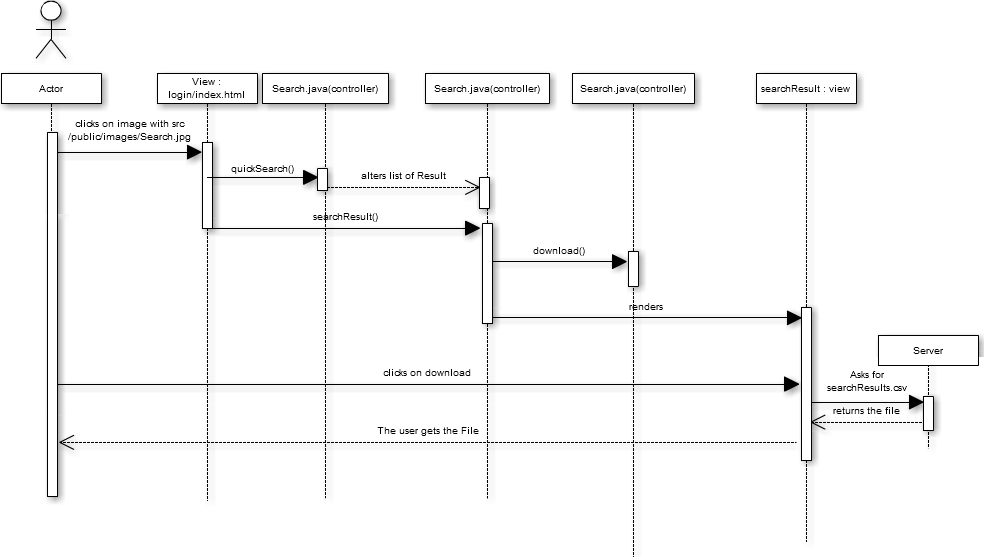 Actor
View :
login/index.html
Search.java(controller)
Search.java(controller)
Search.java(controller)
searchResult : view
clicks on image with src
/public/images/Search.jpg
quickSearch()
alters list of Result
searchResult()
download()
renders
Server
clicks on download
Asks for
searchResults.csv
returns the file
The user gets the File